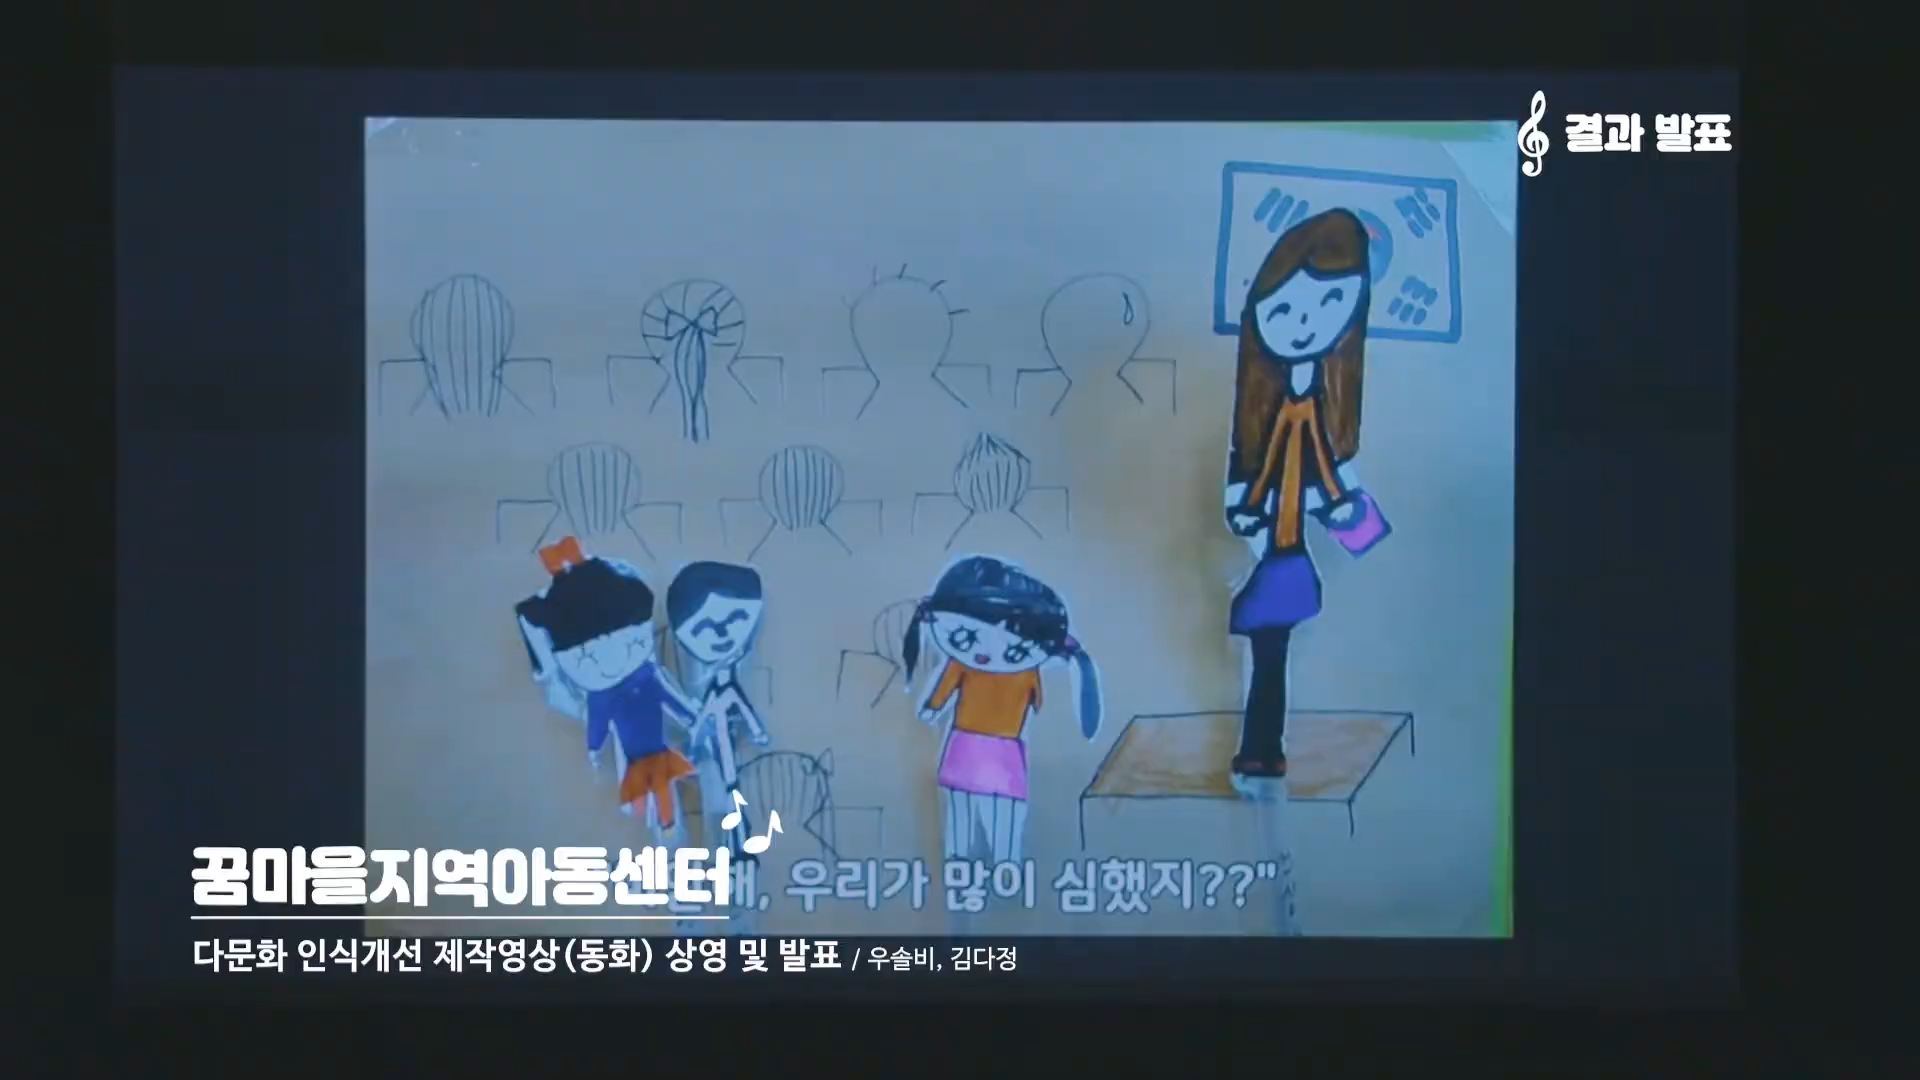 결과 발표
꿈마을지역아동센터
해, 우리가 많이 심했지??"
다문화 인식개선 제작영상(동화) 상영 및 발표 / 우솔비, 김다정